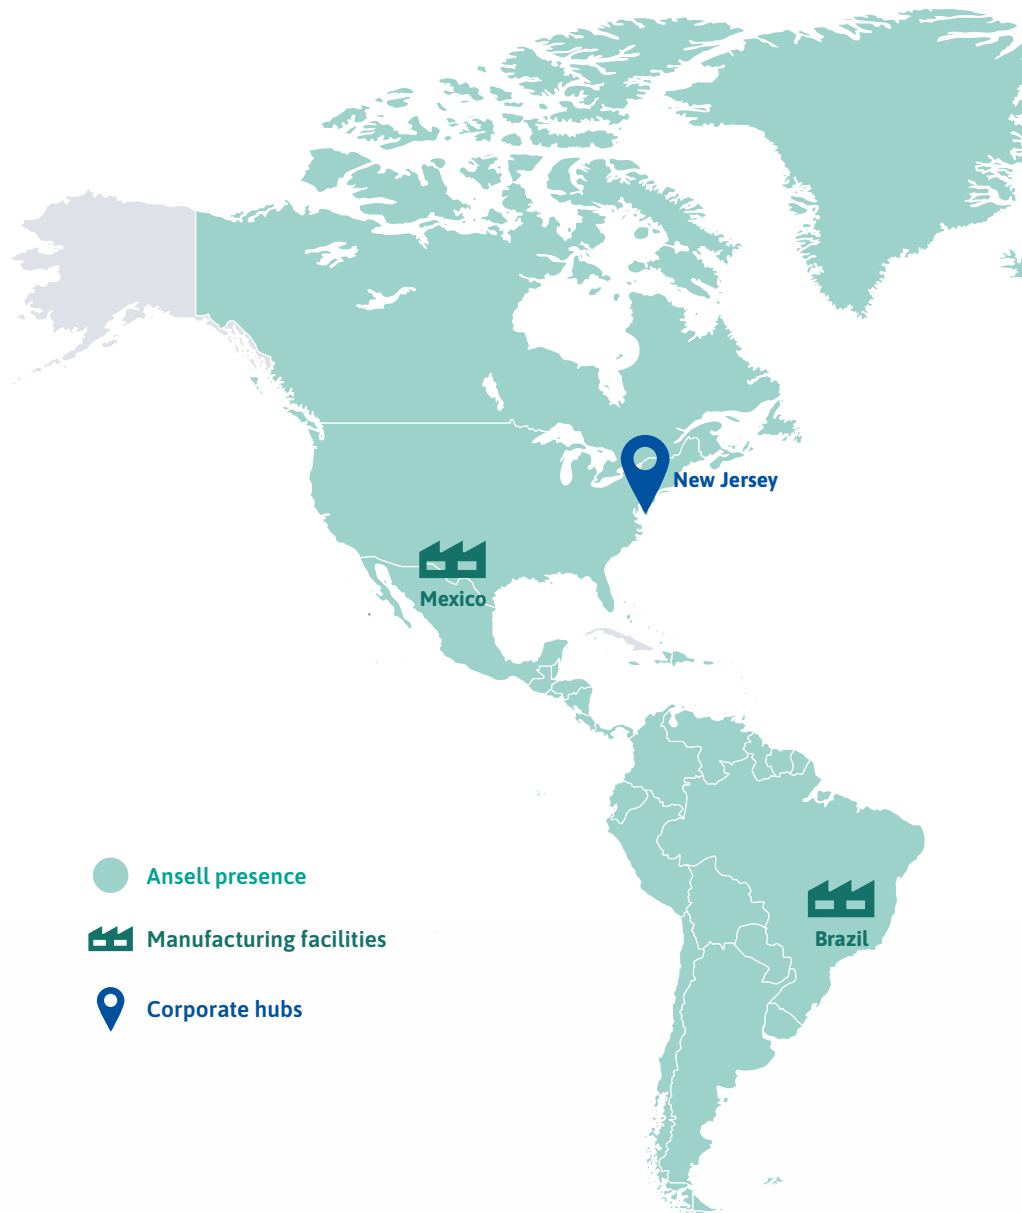 New Jersey
Mexico
Ansell presence
Manufacturing facilities
Brazil
Corporate hubs